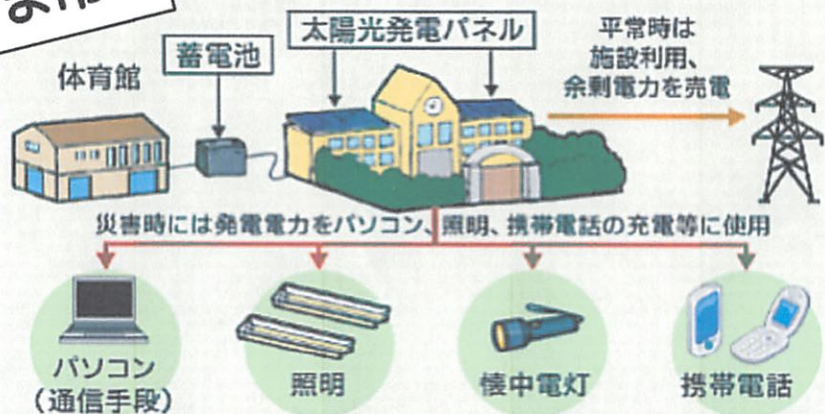 太陽光発電パネル
蓄電池
体育館
平常時は
施設利用、
余剰電力を売電
災害時には発電電力をパソコン、照明、携帯電話の充電等に使用
パソコン
(通信手段)
照明
懐中電灯
携帯電話